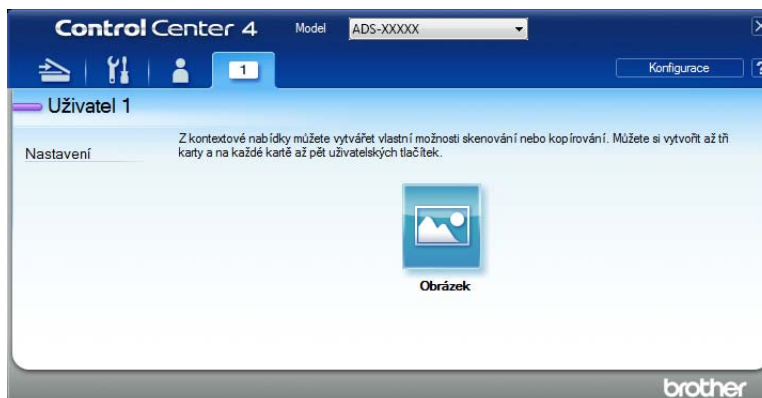 Control Center 4 Model ADS-XXXXX
1 Konfigurace ?
Uživatel 1
Nastavení
Z kontextové nabídky můžete vytvářet vlastní možnosti skenování nebo kopírování. Můžete si vytvořit až tři
karty a na každé kartě až pět uživatelských tlačítek.
Obrázek
brother